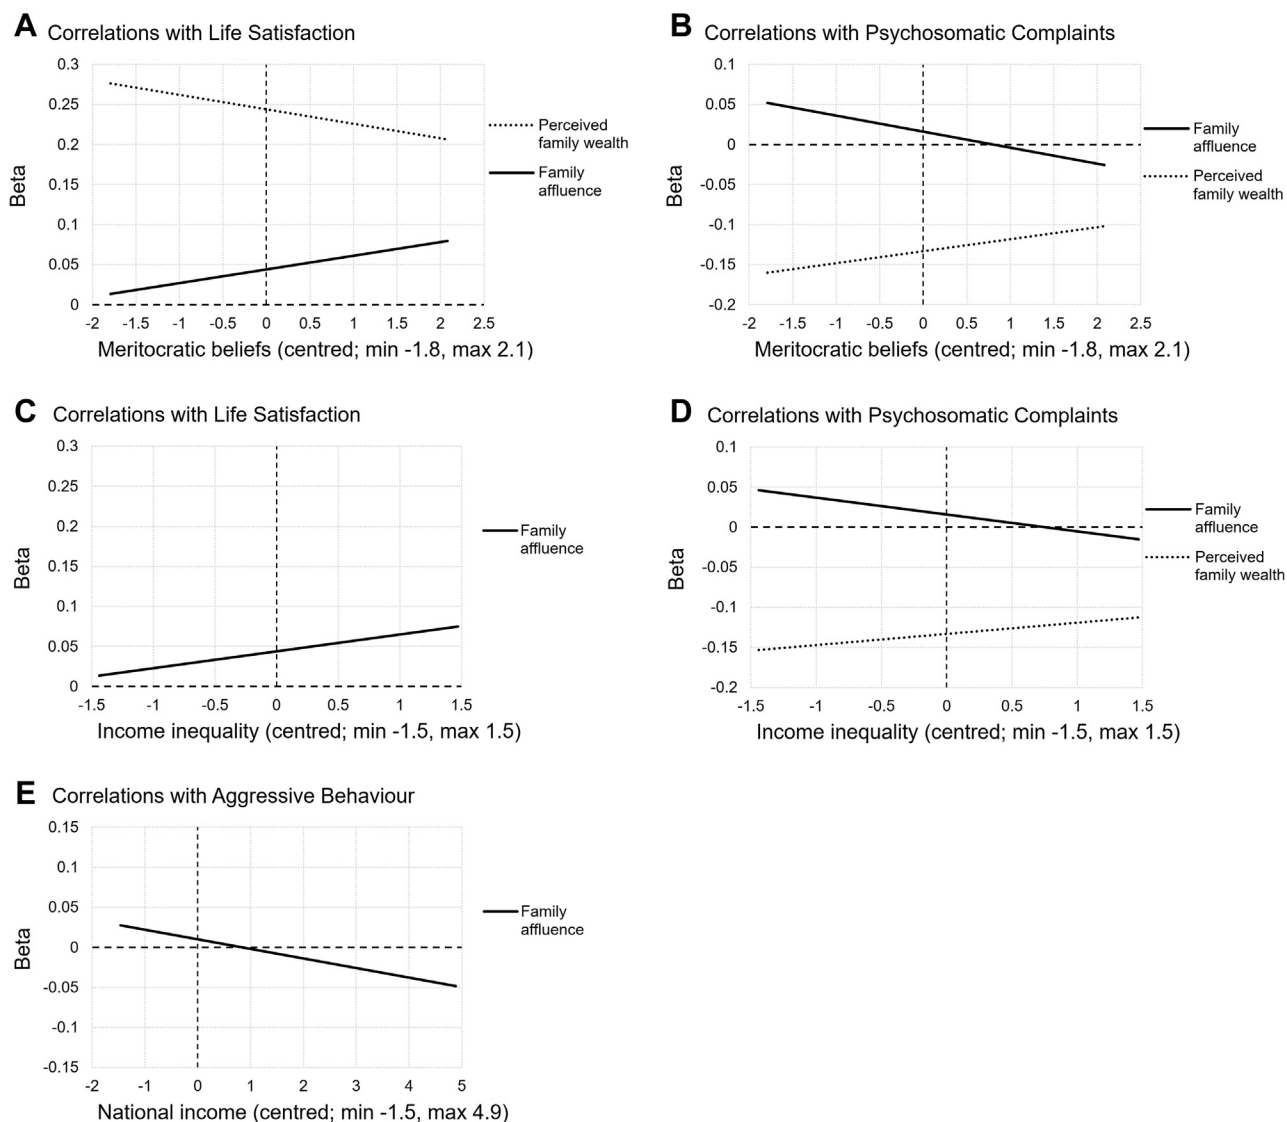 A Correlations with Life Satisfaction
0.3
0.25
0.2
0.15
0.1
0.05
0
Beta
-2 -1.5 -1 -0.5 0 0.5 1 1.5 2 2.5
Meritocratic beliefs (centred; min -1.8, max 2.1)
Perceived
family wealth
Family
affluence
B Correlations with Psychosomatic Complaints
0.1
0.05
0
-0.05
-0.1
-0.15
-0.2
Beta
-2 -1.5 -1 -0.5 0 0.5 1 1.5 2 2.5
Meritocratic beliefs (centred; min -1.8, max 2.1)
Family
affluence
Perceived
family wealth
C Correlations with Life Satisfaction
0.3
0.25
0.2
0.15
0.1
0.05
0
Beta
-1.5 -1 -0.5 0 0.5 1 1.5
Income inequality (centred; min -1.5, max 1.5)
Family
affluence
D Correlations with Psychosomatic Complaints
0.1
0.05
0
-0.05
-0.1
-0.15
-0.2
Beta
-1.5 -1 -0.5 0 0.5 1 1.5
Income inequality (centred; min -1.5, max 1.5)
Family
affluence
Perceived
family wealth
E Correlations with Aggressive Behaviour
0.15
0.1
0.05
0
-0.05
-0.1
-0.15
Beta
-2 -1 0 1 2 3 4 5
National income (centred; min -1.5, max 4.9)
Family
affluence